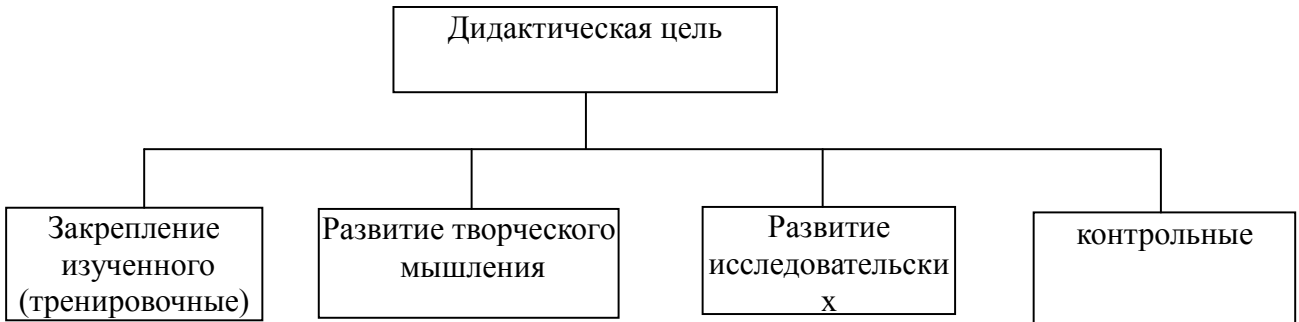 Дидактическая цель
Закрепление
изученного
(тренировочные)
Развитие творческого
мышления
Развитие
исследовательски
х
контрольные